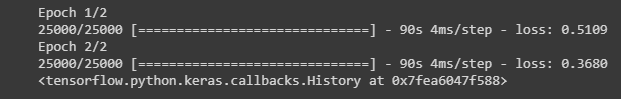 Epoch 1/2
25000/25000 [==============================] - 90s 4ms/step - loss: 0.5109
Epoch 2/2
25000/25000 [==============================] - 90s 4ms/step - loss: 0.3680
<tensorflow.python.keras.callbacks.History at 0x7fea6047f588>